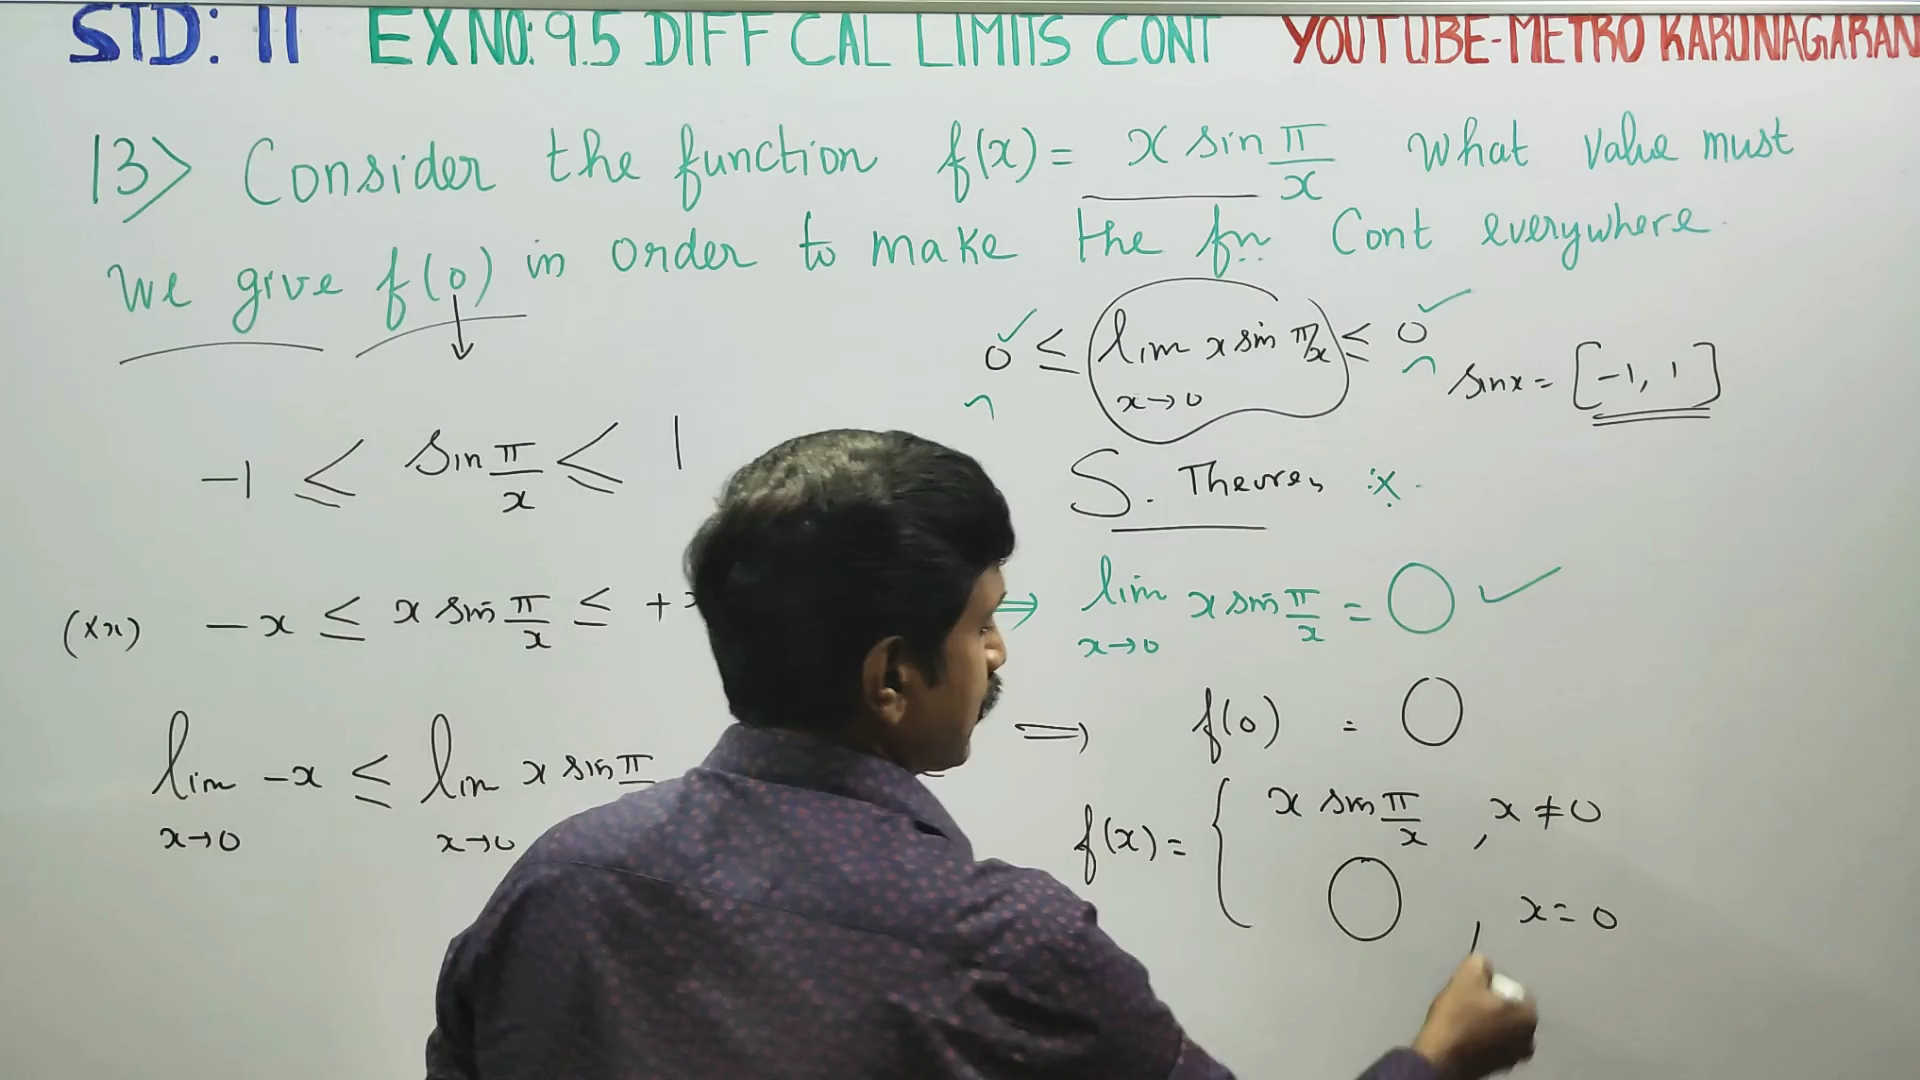 STD: 11 EX NO: 9.5 DIFF CAL LIMITS CONT YOUTUBE-METRO KARUNAGARAN
13> Consider the function f(x) = x sin π/x What value must
we give f(0) in order to make the fn. Cont everywhere.
0 ≤ lim x→0 x sin π/x ≤ 0
sinx = [-1, 1]
-1 ≤ sin π/x ≤ 1
S. Theorem
(×x) -x ≤ x sin π/x ≤ +
⇒ lim x→0 x sin π/x = 0 ✓
lim x→0 -x ≤ lim x→0 x sin π
⇒ f(0) = 0
f(x) = { x sin π/x , x ≠ 0
0 , x = 0